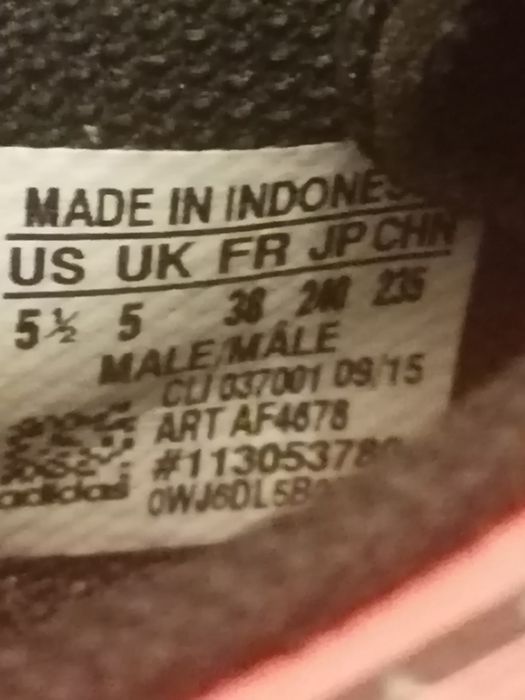 MADE IN
US UK FR JP CHN
5½ 5 38 240 235
MALE/MÂLE
CLI 037001 09/15
ART AF4678
adidas